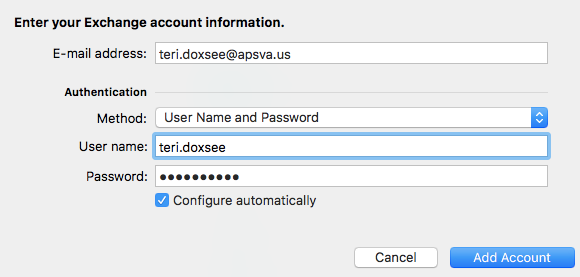 Enter your Exchange account information.
E-mail address: teri.doxsee@apsva.us
Authentication
Method: User Name and Password
User name: teri.doxsee
Password: ●●●●●●●●●●
Configure automatically
Cancel Add Account